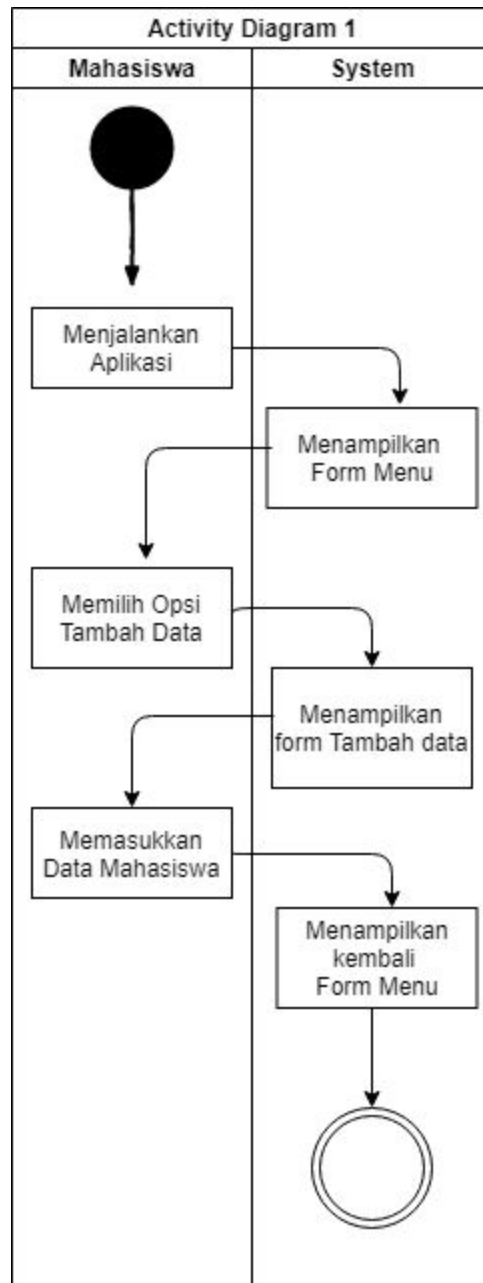 Activity Diagram 1
Mahasiswa
System
Menjalankan
Aplikasi
Menampilkan
Form Menu
Memilih Opsi
Tambah Data
Menampilkan
form Tambah data
Memasukkan
Data Mahasiswa
Menampilkan
kembali
Form Menu